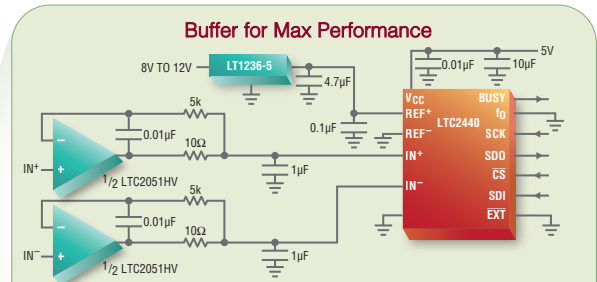 Buffer for Max Performance
8V TO 12V
LT1236-5
4.7µF
0.1µF
0.01µF
10µF
5V
VCC
BUSY
REF+
fO
LTC2440
REF−
SCK
IN+
SDO
CS
IN−
SDI
EXT
5k
0.01µF
10Ω
IN+
1µF
1/2 LTC2051HV
5k
0.01µF
10Ω
IN−
1µF
1/2 LTC2051HV